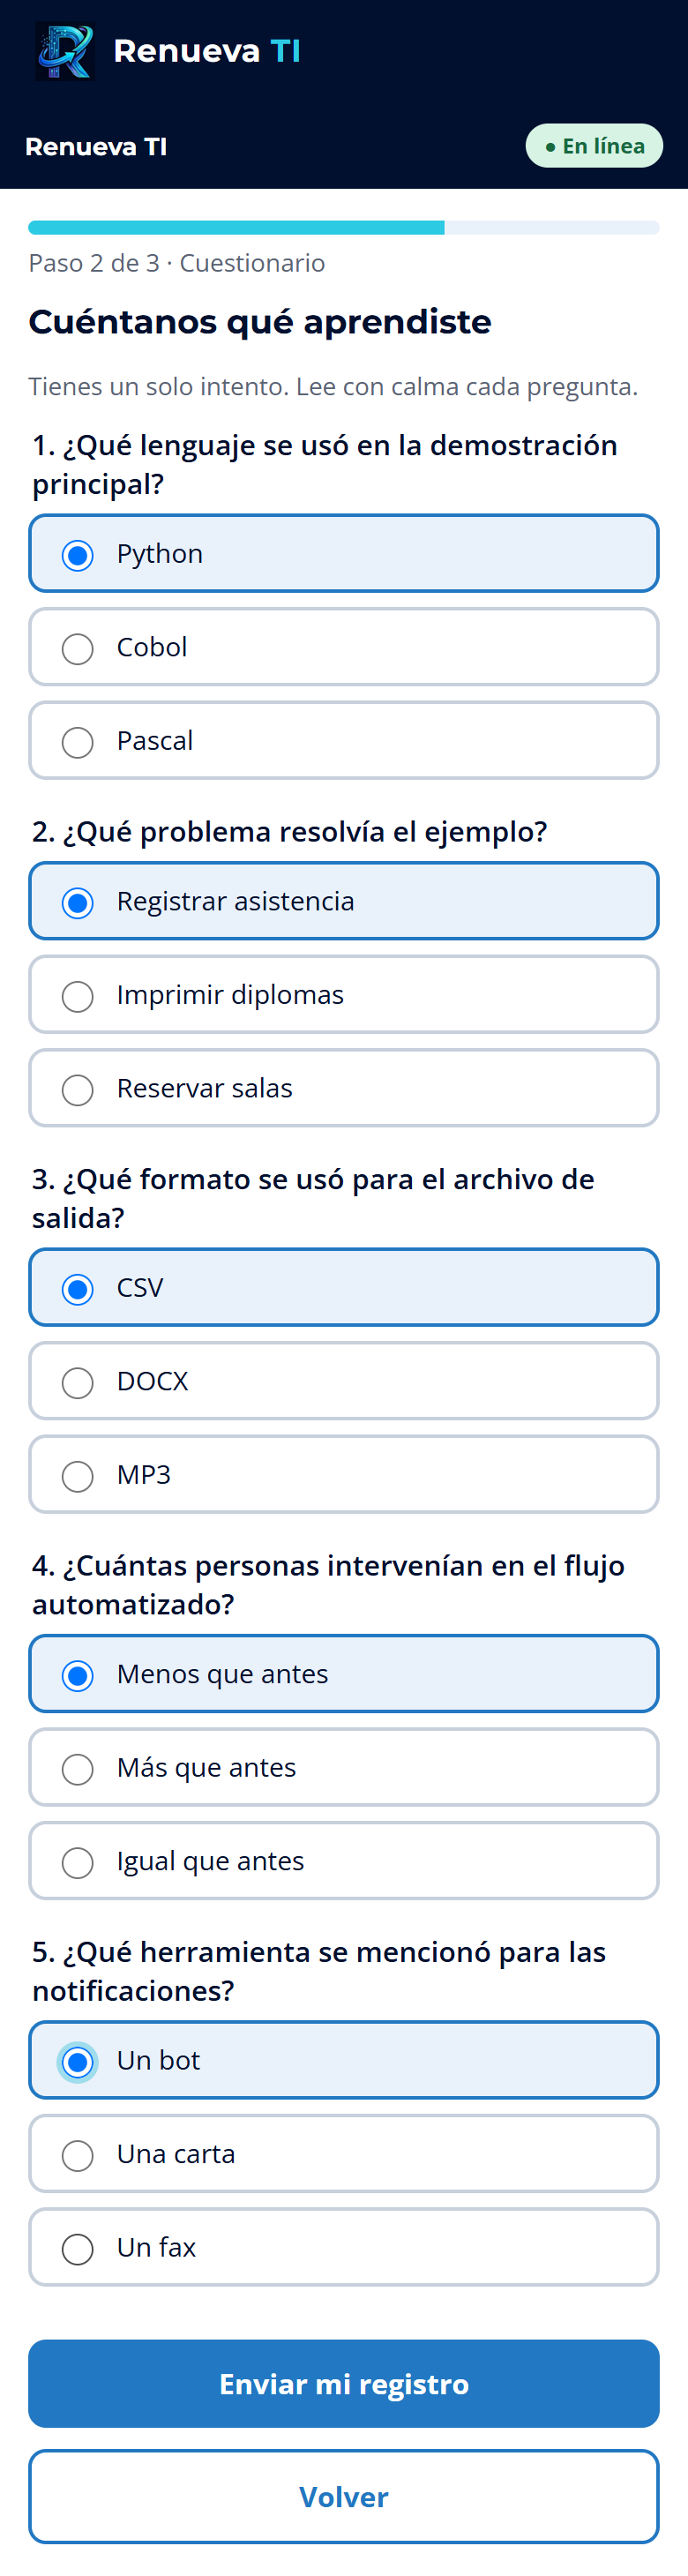 Renueva TI
Renueva TI
● En línea
Paso 2 de 3 · Cuestionario
Cuéntanos qué aprendiste
Tienes un solo intento. Lee con calma cada pregunta.
1. ¿Qué lenguaje se usó en la demostración
principal?
Python
Cobol
Pascal
2. ¿Qué problema resolvía el ejemplo?
Registrar asistencia
Imprimir diplomas
Reservar salas
3. ¿Qué formato se usó para el archivo de
salida?
CSV
DOCX
MP3
4. ¿Cuántas personas intervenían en el flujo
automatizado?
Menos que antes
Más que antes
Igual que antes
5. ¿Qué herramienta se mencionó para las
notificaciones?
Un bot
Una carta
Un fax
Enviar mi registro
Volver